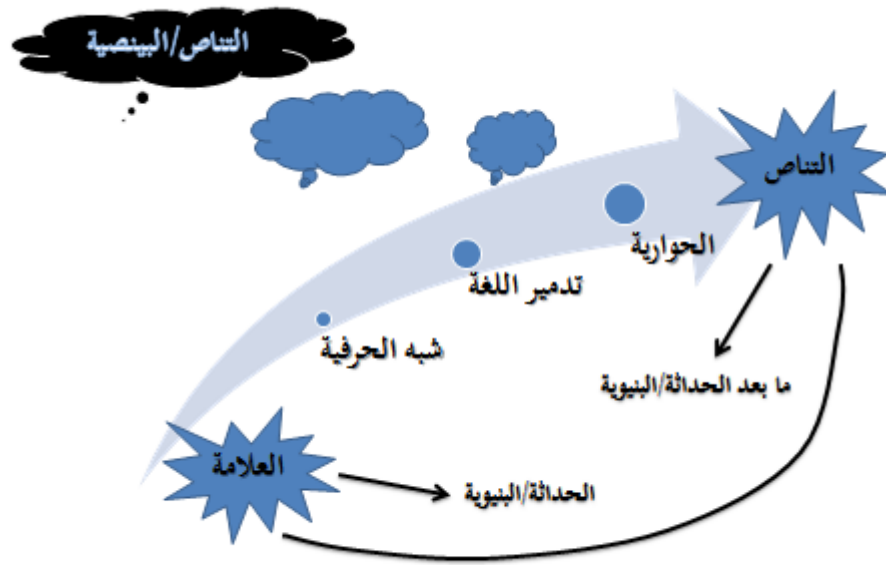 التناص/البينصية
التناص
الحوارية
تدمير اللغة
شبه الحرفية
ما بعد الحداثة/البنيوية
العلامة
الحداثة/البنيوية